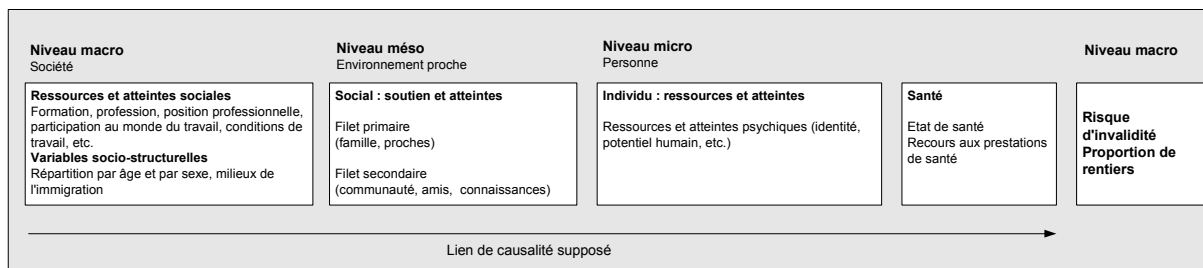 Niveau macro
Société
Ressources et atteintes sociales
Formation, profession, position professionnelle,
participation au monde du travail, conditions de
travail, etc.
Variables socio-structurelles
Répartition par âge et par sexe, milieux de
l'immigration
Niveau méso
Environnement proche
Social : soutien et atteintes
Filet primaire
(famille, proches)
Filet secondaire
(communauté, amis, connaissances)
Niveau micro
Personne
Individu : ressources et atteintes
Ressources et atteintes psychiques (identité,
potentiel humain, etc.)
Santé
Etat de santé
Recours aux prestations
de santé
Niveau macro
Risque
d'invalidité
Proportion de
rentiers
Lien de causalité supposé